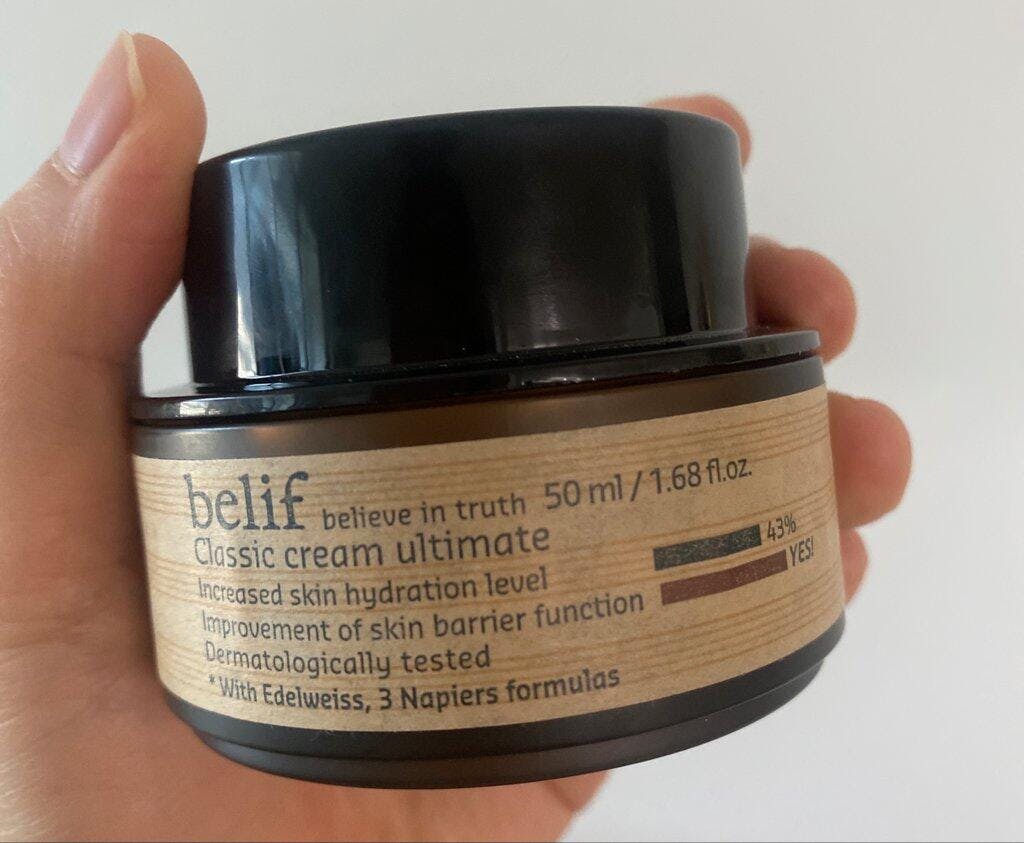 belif believe in truth 50 ml / 1.68 fl.oz.
Classic cream ultimate
Increased skin hydration level 43%
Improvement of skin barrier function YES!
Dermatologically tested
*With Edelweiss, 3 Napiers formulas